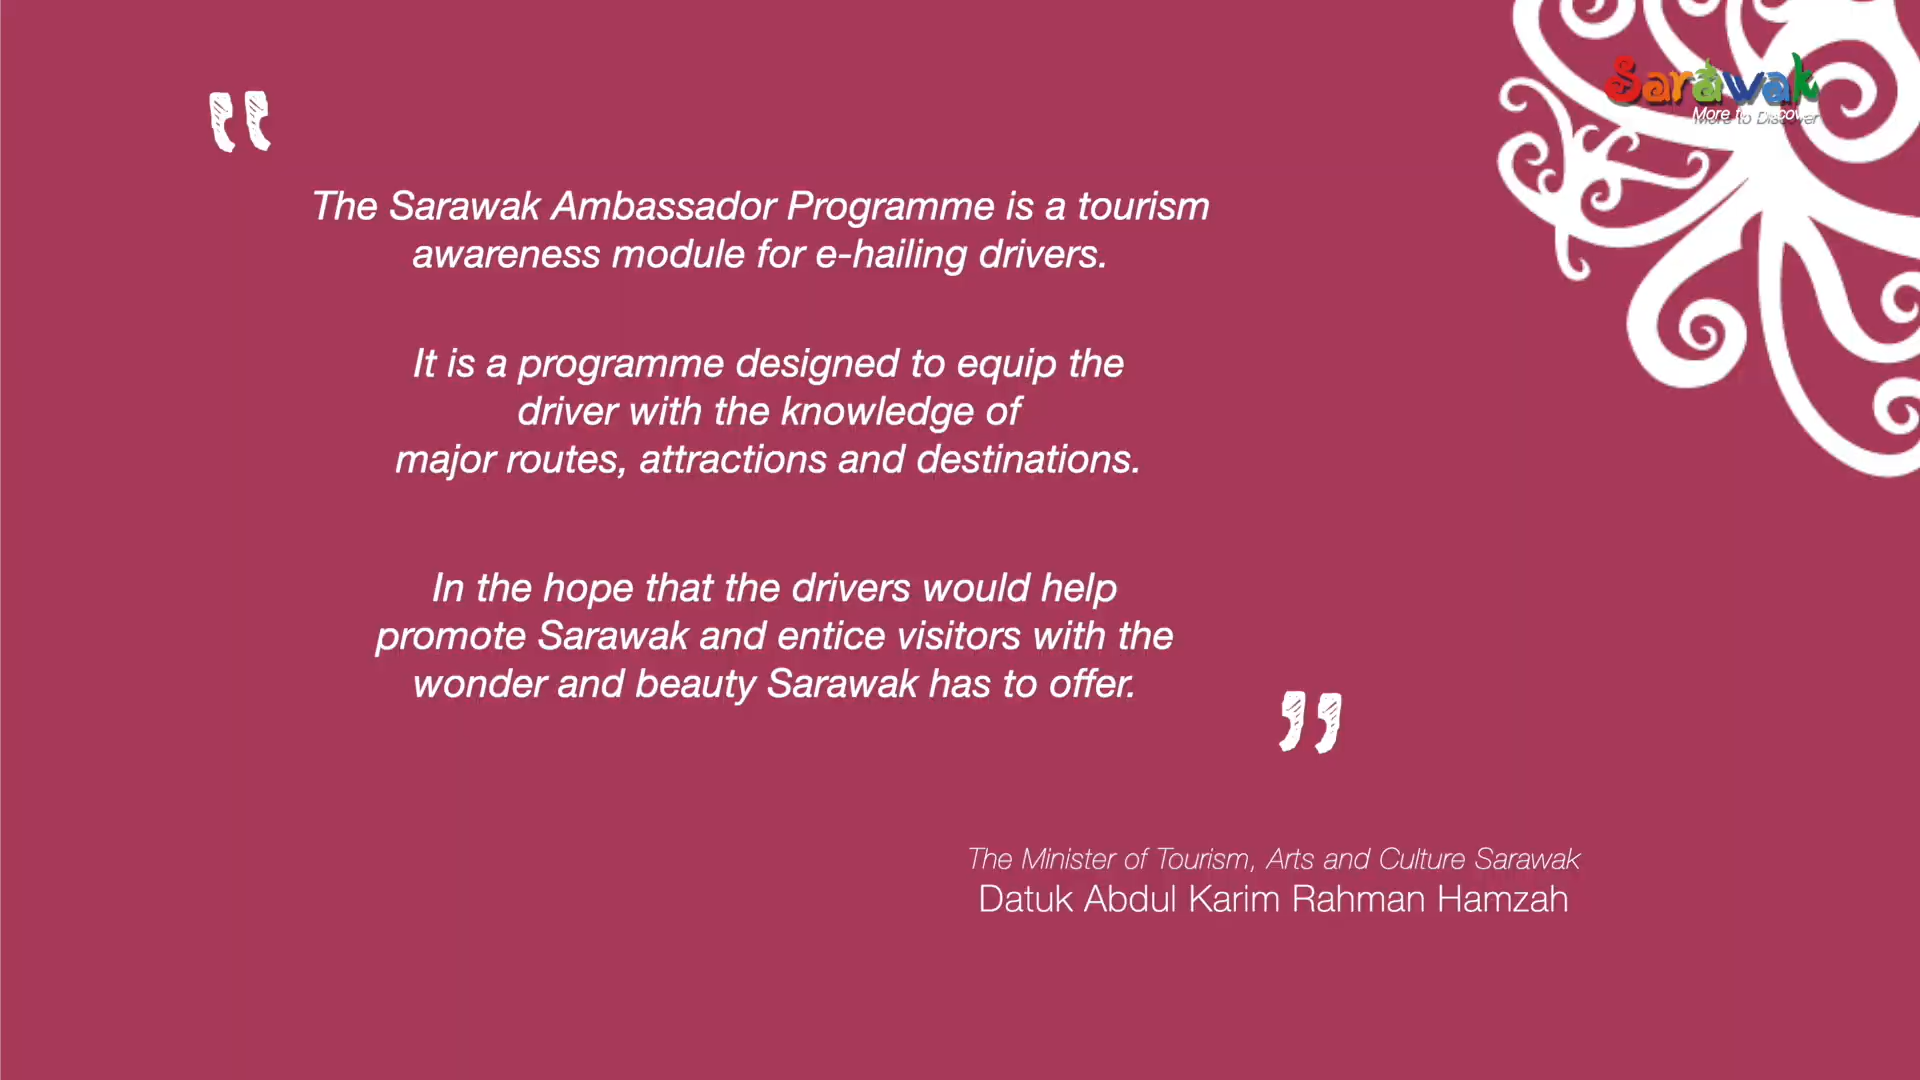 Sarawak
More to Discover
"
The Sarawak Ambassador Programme is a tourism
awareness module for e-hailing drivers.
It is a programme designed to equip the
driver with the knowledge of
major routes, attractions and destinations.
In the hope that the drivers would help
promote Sarawak and entice visitors with the
wonder and beauty Sarawak has to offer.
"
The Minister of Tourism, Arts and Culture Sarawak
Datuk Abdul Karim Rahman Hamzah